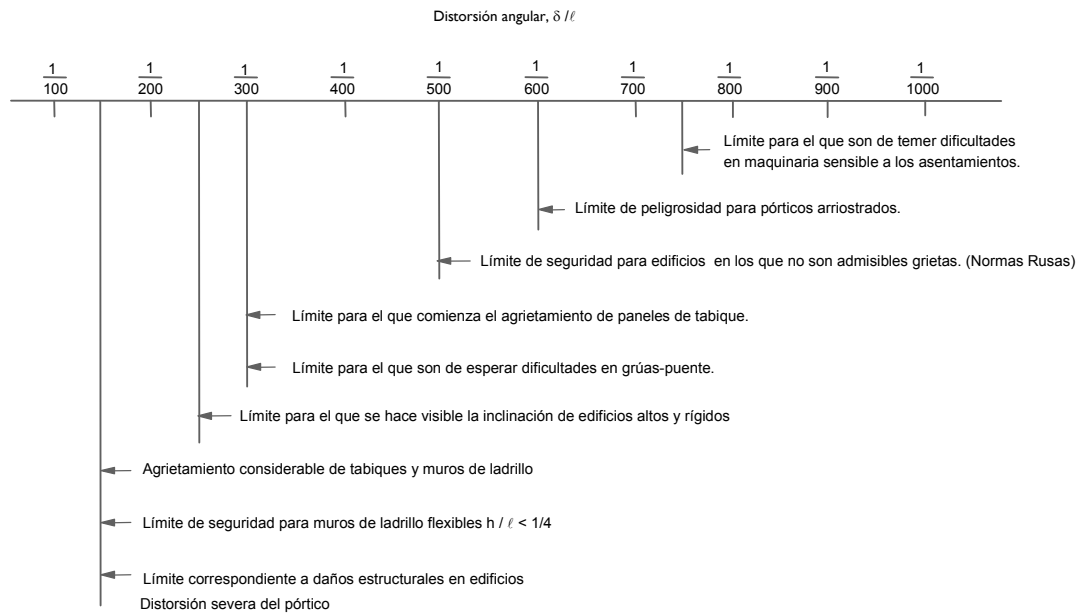 Distorsión angular, δ /ℓ
1/100 1/200 1/300 1/400 1/500 1/600 1/700 1/800 1/900 1/1000
Límite para el que son de temer dificultades
en maquinaria sensible a los asentamientos.
Límite de peligrosidad para pórticos arriostrados.
Límite de seguridad para edificios en los que no son admisibles grietas. (Normas Rusas)
Límite para el que comienza el agrietamiento de paneles de tabique.
Límite para el que son de esperar dificultades en grúas-puente.
Límite para el que se hace visible la inclinación de edificios altos y rígidos
Agrietamiento considerable de tabiques y muros de ladrillo
Límite de seguridad para muros de ladrillo flexibles h / ℓ < 1/4
Límite correspondiente a daños estructurales en edificios
Distorsión severa del pórtico